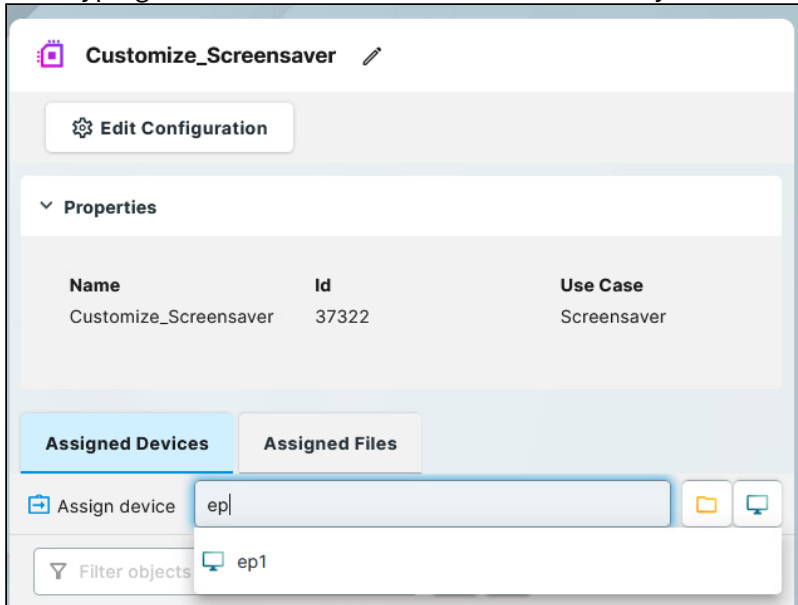 Customize_Screensaver
Edit Configuration
Properties
Name Id Use Case
Customize_Screensaver 37322 Screensaver
Assigned Devices Assigned Files
Assign device ep
ep1
Filter objects